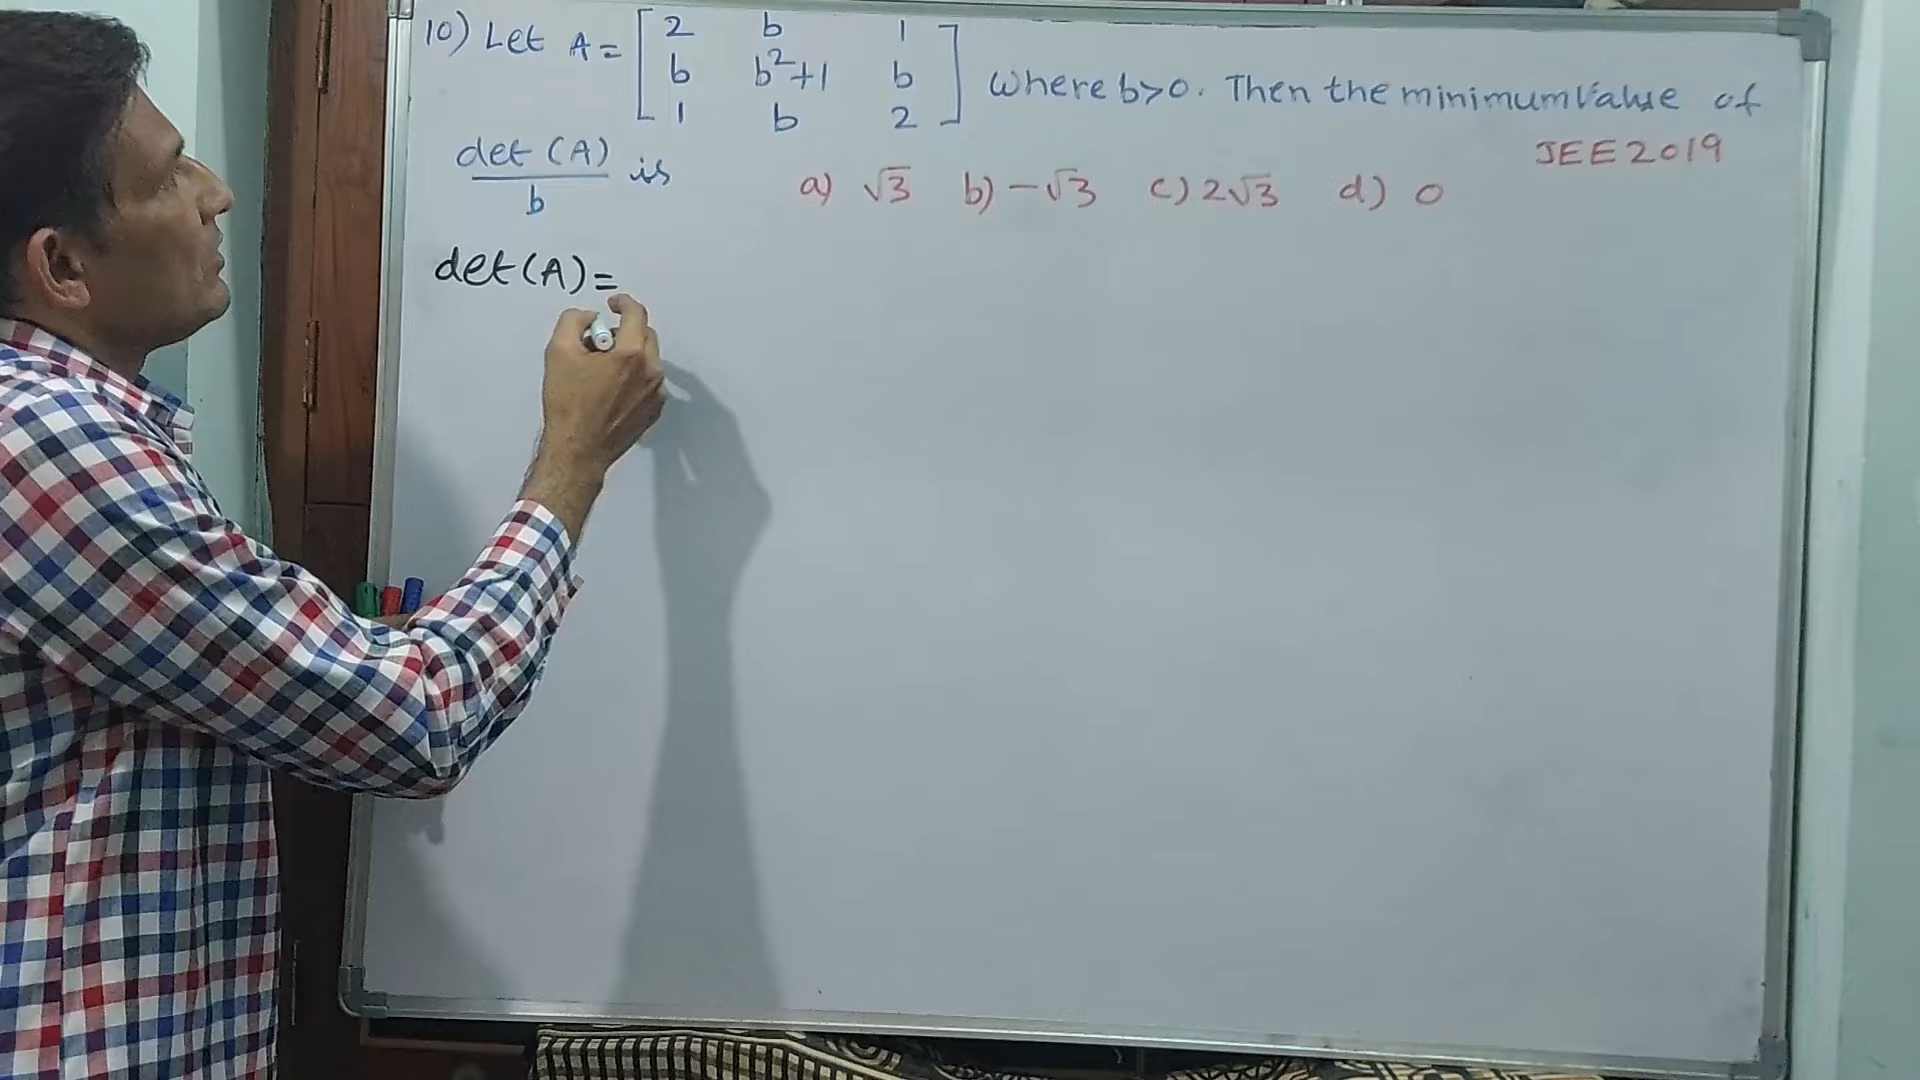 10) Let A = [ 2 b 1
b b²+1 b
1 b 2 ] where b>0. Then the minimum Value of
det (A) / b is
JEE 2019
a) √3 b) -√3 c) 2√3 d) 0
det(A) =